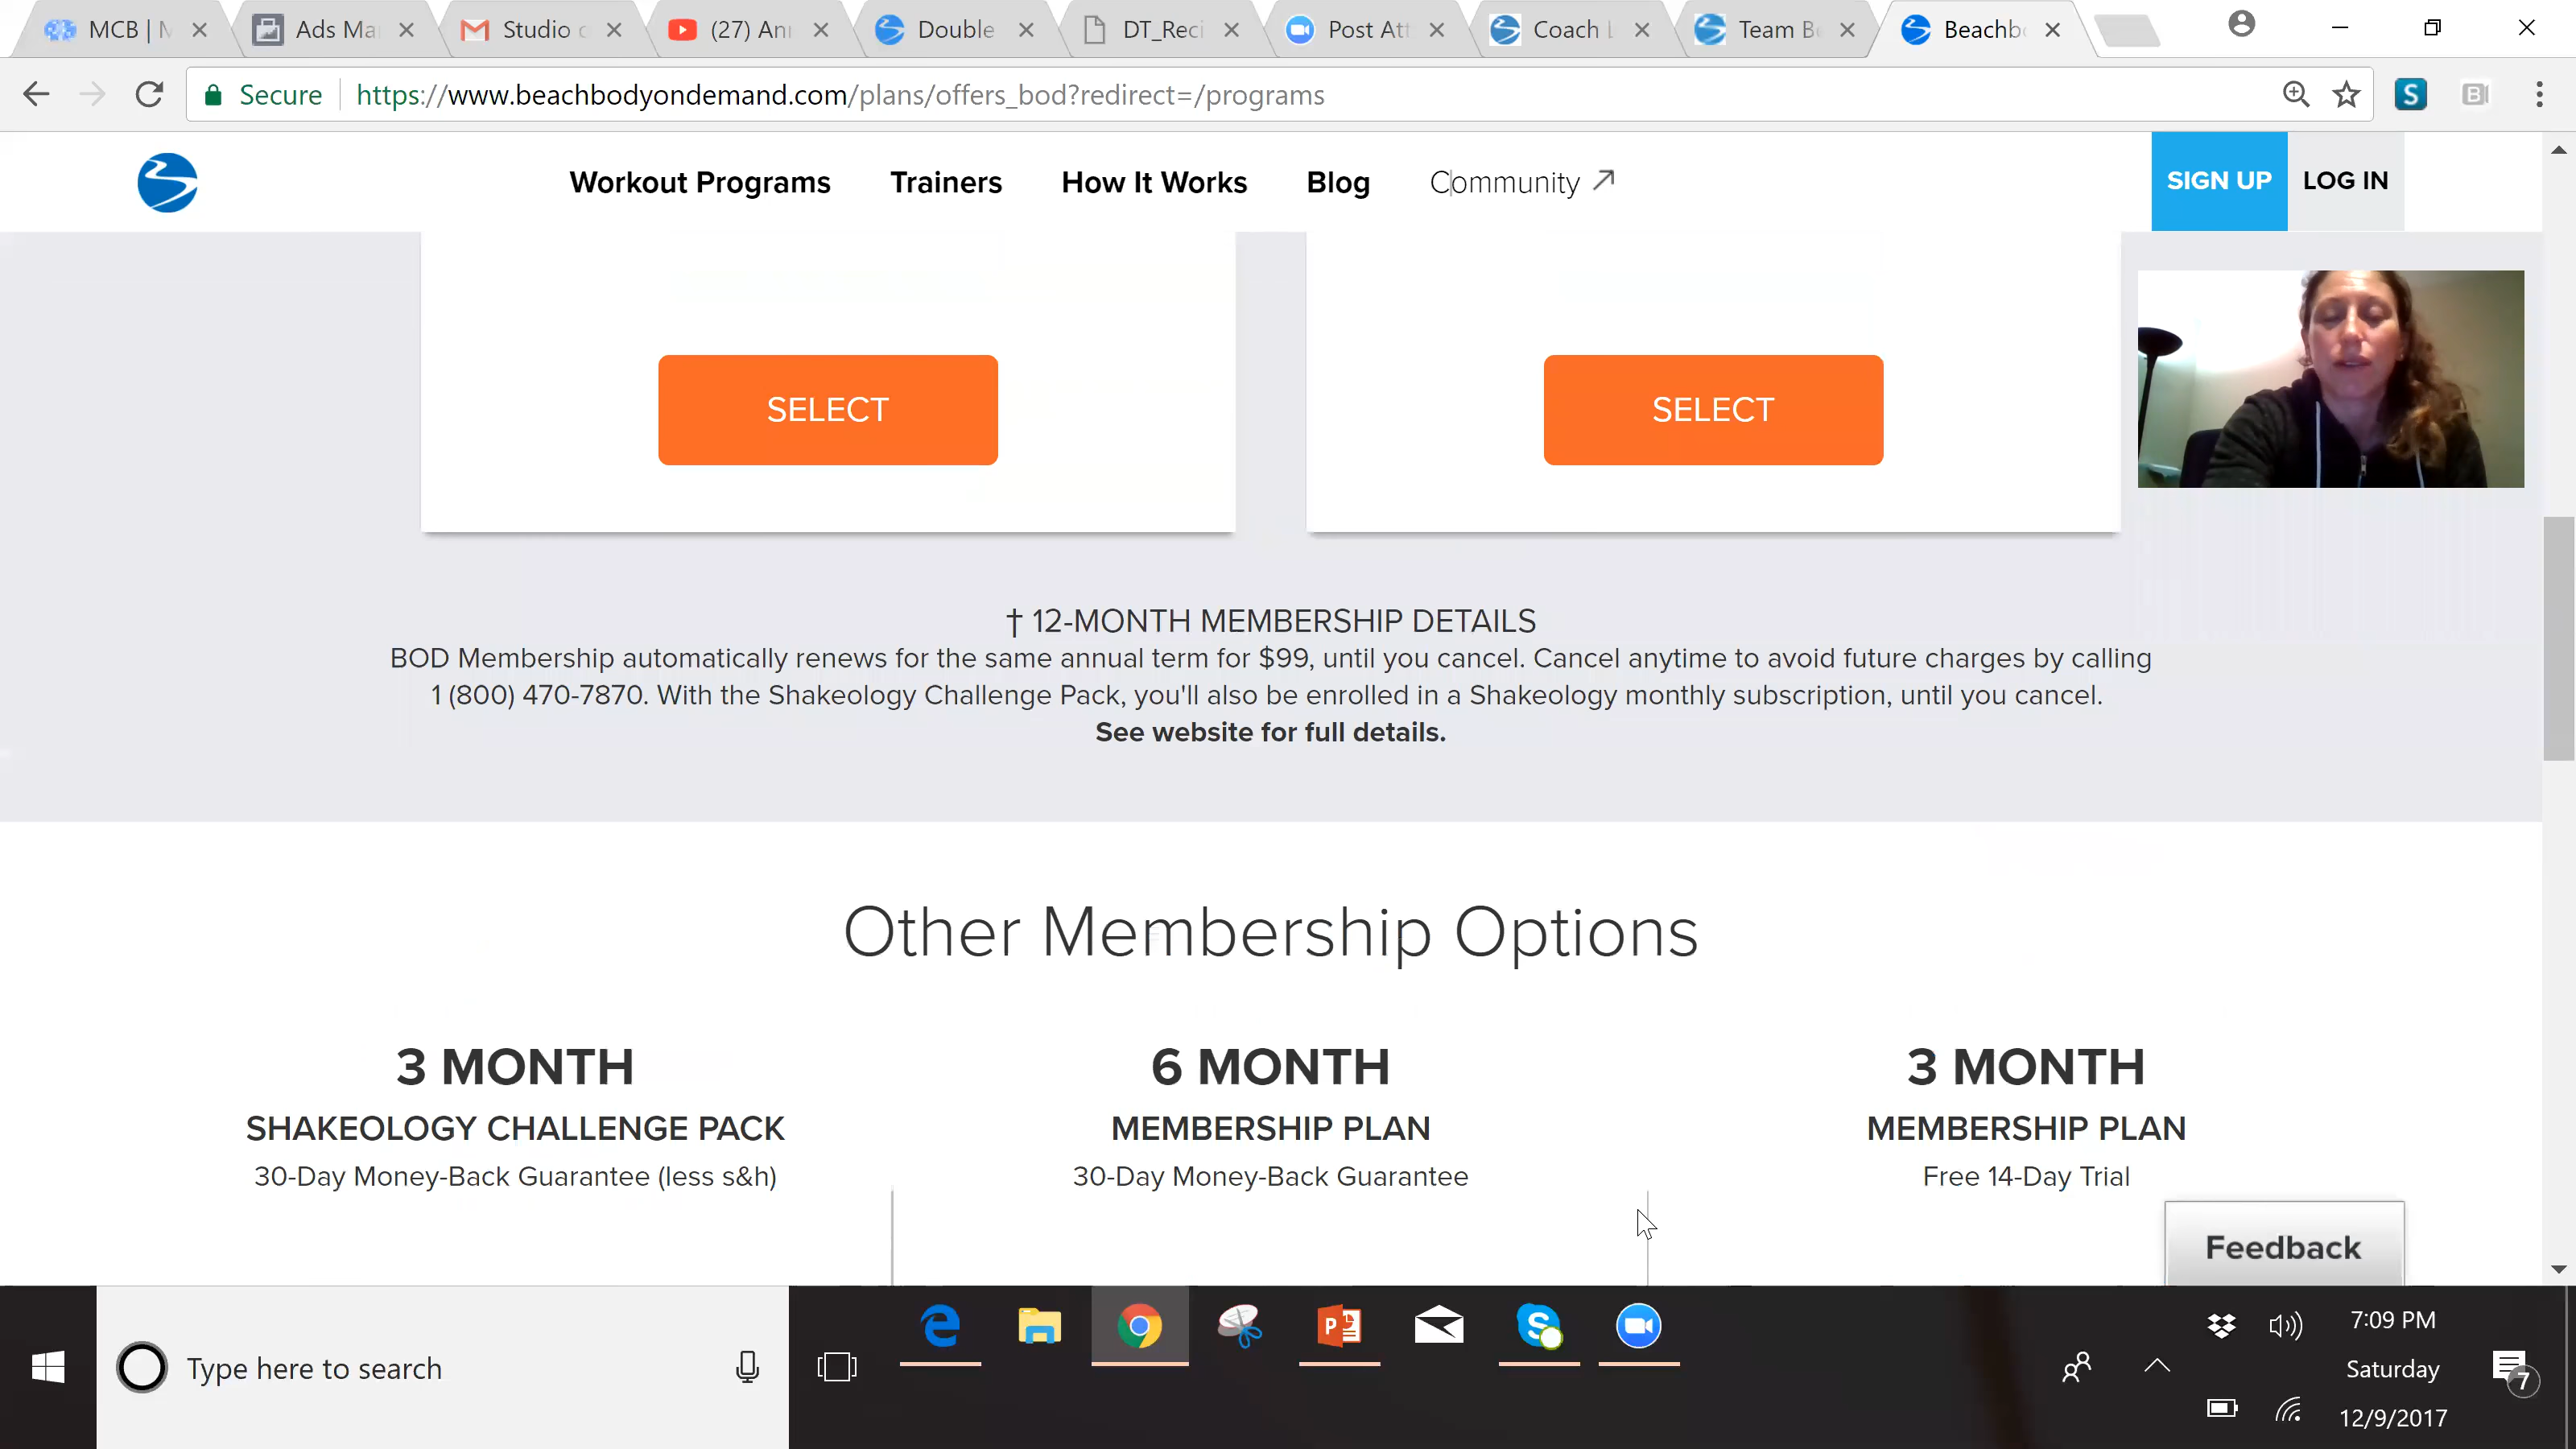 MCB | M
Ads Ma
Studio c
(27) An
Double
DT_Reci
Post Att
Coach L
Team B
Beachb
Secure
https://www.beachbodyondemand.com/plans/offers_bod?redirect=/programs
Workout Programs
Trainers
How It Works
Blog
Community
SIGN UP
LOG IN
SELECT
SELECT
† 12-MONTH MEMBERSHIP DETAILS
BOD Membership automatically renews for the same annual term for $99, until you cancel. Cancel anytime to avoid future charges by calling
1 (800) 470-7870. With the Shakeology Challenge Pack, you'll also be enrolled in a Shakeology monthly subscription, until you cancel.
See website for full details.
Other Membership Options
3 MONTH
SHAKEOLOGY CHALLENGE PACK
30-Day Money-Back Guarantee (less s&h)
6 MONTH
MEMBERSHIP PLAN
30-Day Money-Back Guarantee
3 MONTH
MEMBERSHIP PLAN
Free 14-Day Trial
Feedback
Type here to search
7:09 PM
Saturday
12/9/2017
7